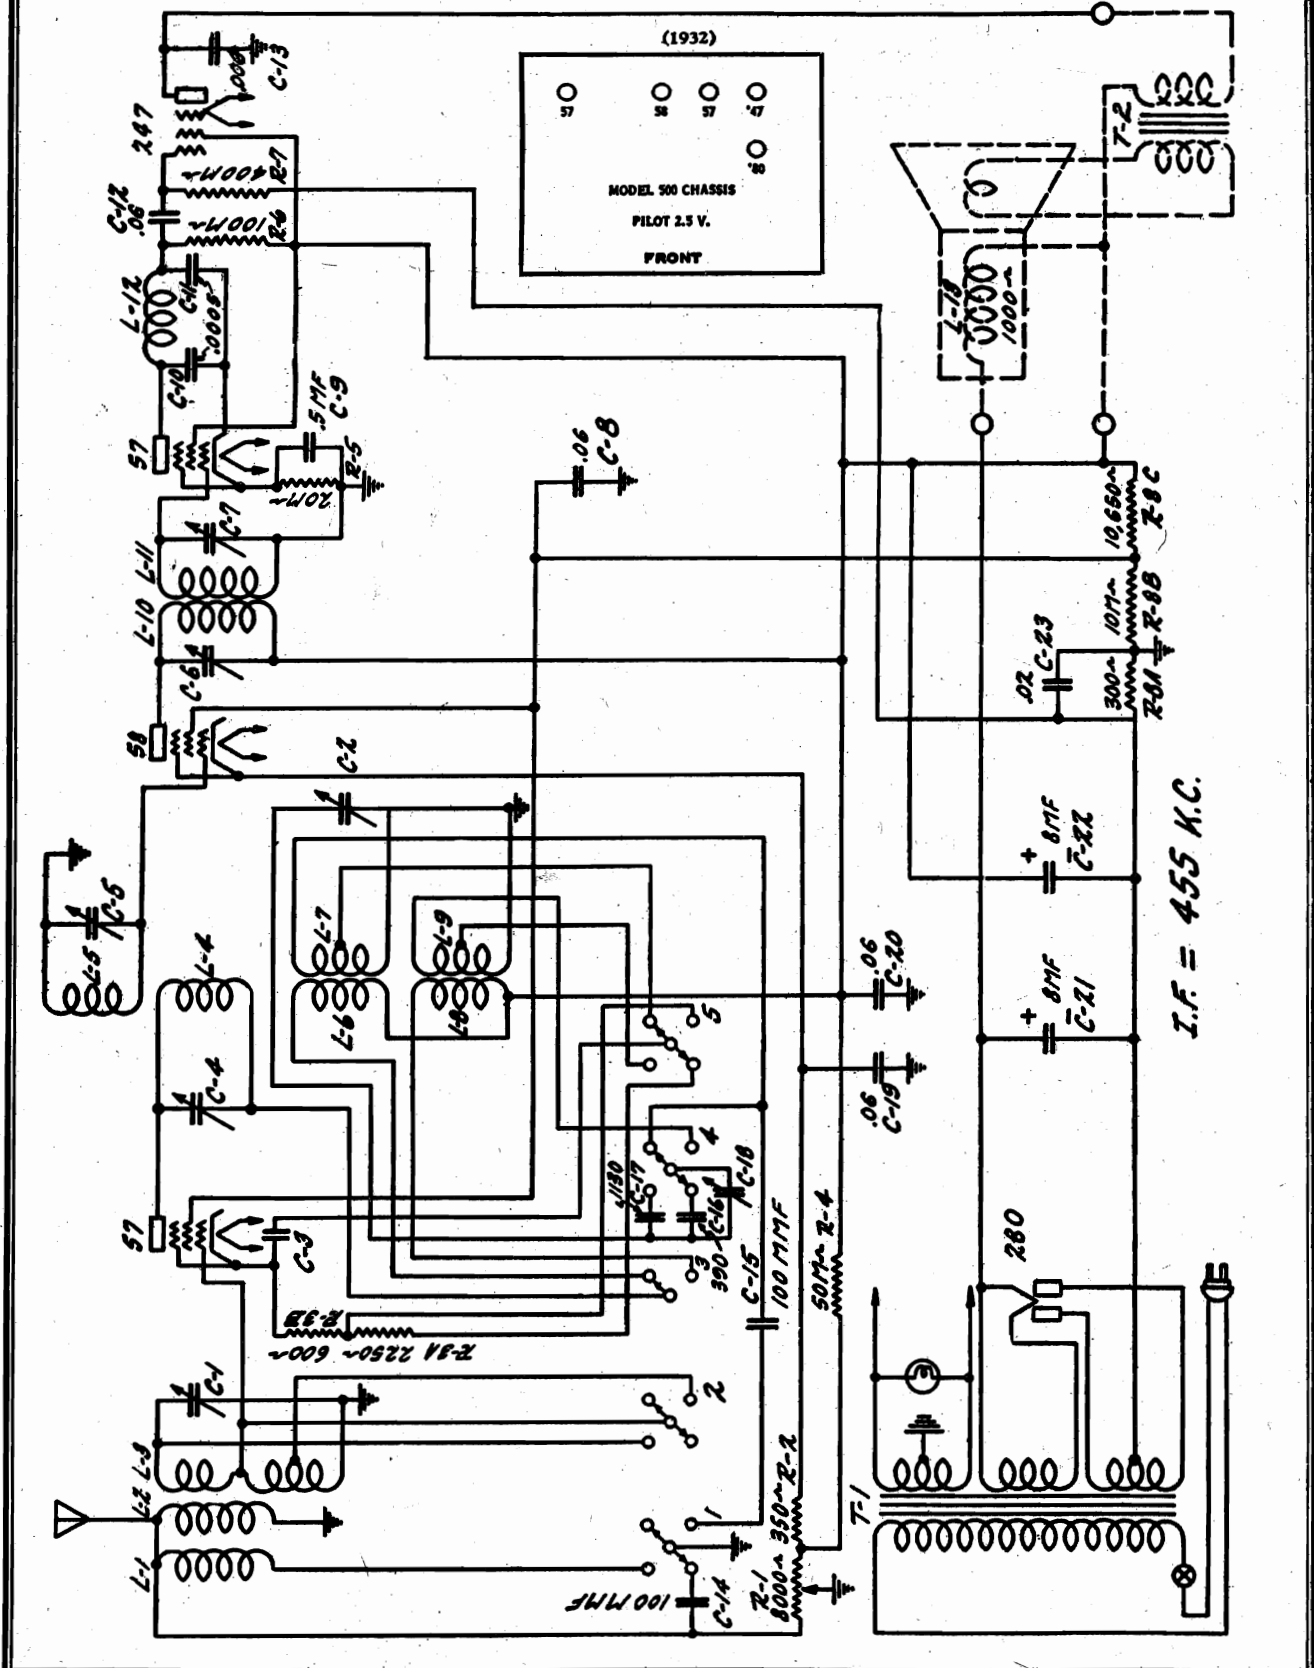 (1932)
57
58
57
'47
'80
MODEL 500 CHASSIS
PILOT 2.5 V.
FRONT
.006
C-13
247
400M~
R-7
C-12
.06
100M~
R-6
L-12
C-11
.0005
C-10
57
.5 MF
C-9
R-5
20M~
C-7
L-11
L-10
C-6
58
.06
C-8
C-2
C-5
L-5
L-4
C-4
L-7
L-9
L-6
L-8
5
4
C-17
1130
C-16
390
C-18
3
57
C-3
R-3B
600~
2250~
R-3A
C-15
100 MMF
50M~ R-4
.06
C-20
.06
C-19
C-1
2
L-3
L-2
L-1
1
100MMF
C-14
R-1
8000~
350~ R-2
T-1
T-2
L-13
1000~
10,650~
R-8C
10M~
R-8B
300~
R-8A
.02
C-23
+
8MF
C-22
+
8MF
C-21
280
I.F. = 455 K.C.